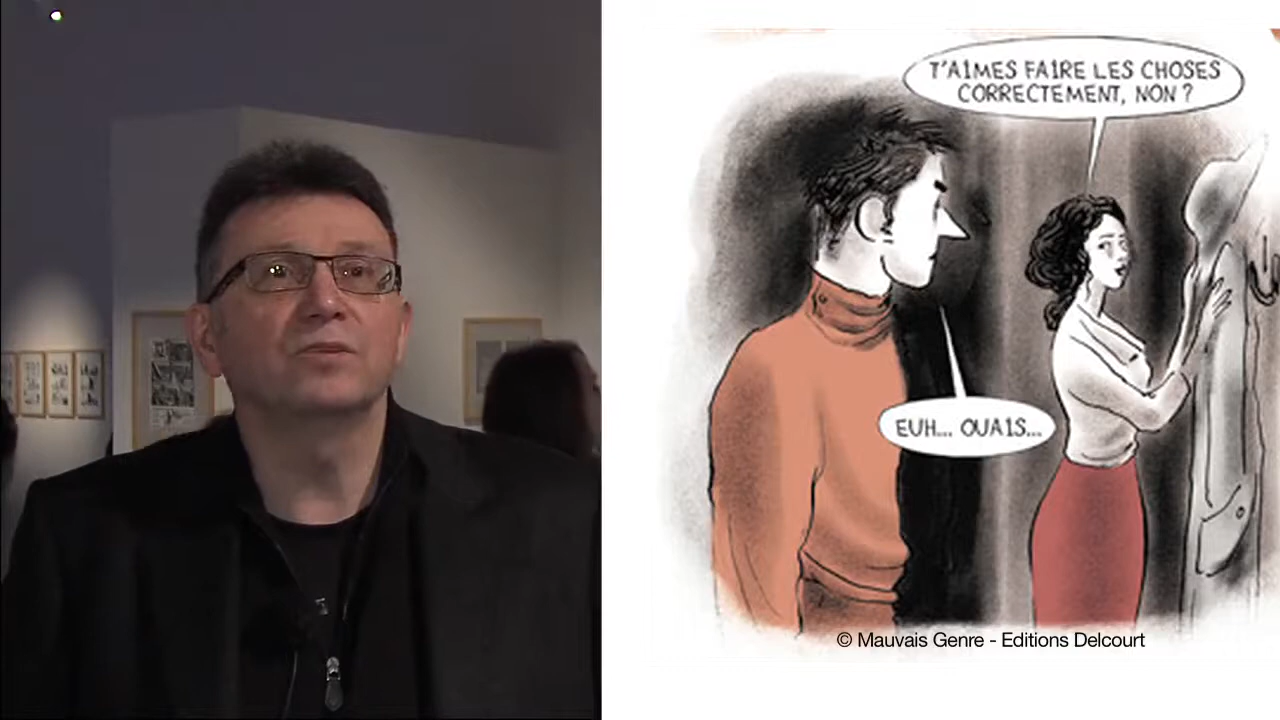 T'AIMES FAIRE LES CHOSES
CORRECTEMENT, NON ?
EUH... OUAIS...
© Mauvais Genre - Editions Delcourt